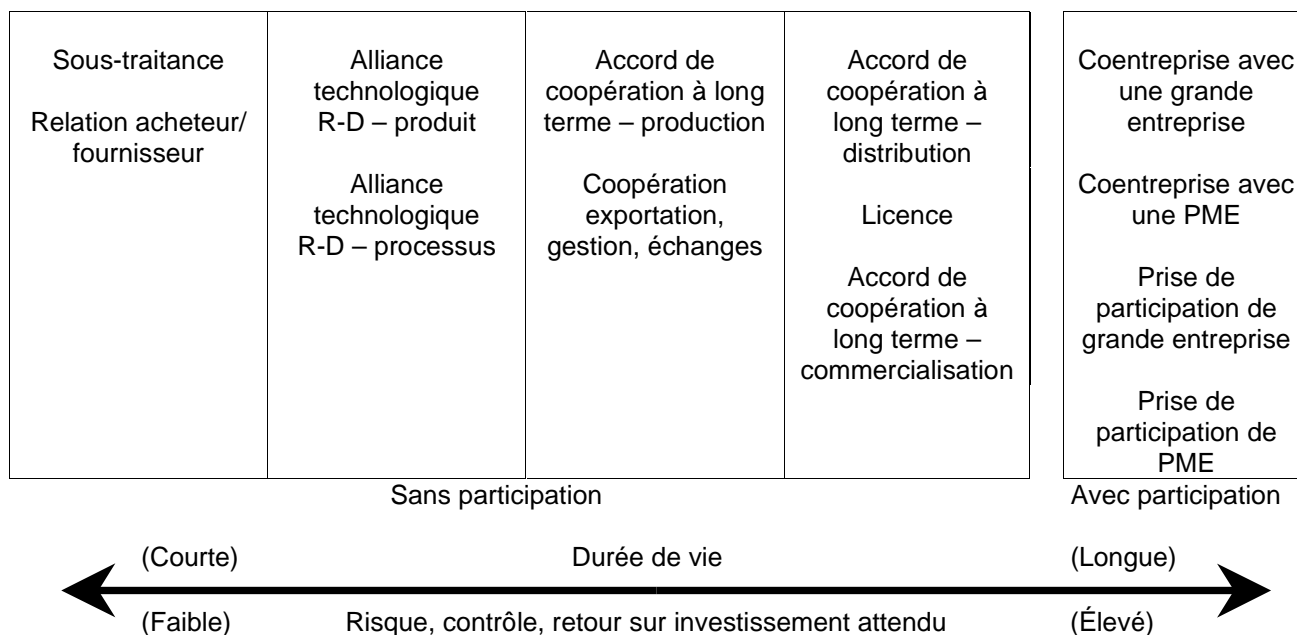 Sous-traitance
Relation acheteur/
fournisseur
Alliance
technologique
R-D – produit
Alliance
technologique
R-D – processus
Accord de
coopération à long
terme – production
Coopération
exportation,
gestion, échanges
Accord de
coopération à
long terme –
distribution
Licence
Accord de
coopération à
long terme –
commercialisation
Coentreprise avec
une grande
entreprise
Coentreprise avec
une PME
Prise de
participation de
grande entreprise
Prise de
participation de
PME
Sans participation
Avec participation
(Courte)
Durée de vie
(Longue)
(Faible)
Risque, contrôle, retour sur investissement attendu
(Élevé)